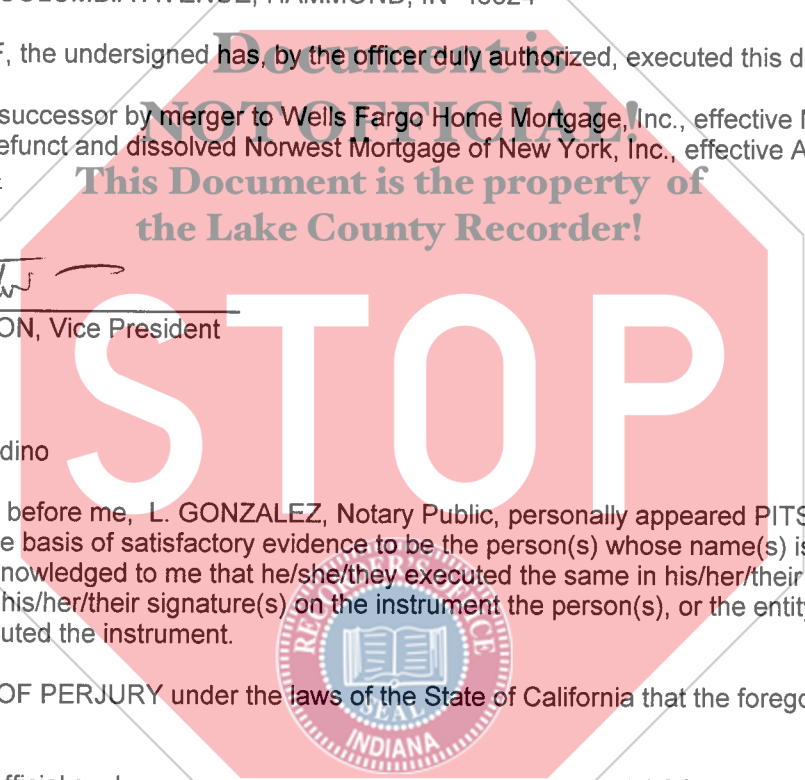 COLUMBIA AVENUE, HAMMOND, IN
the undersigned has, by the officer duly authorized, executed this
Document is
successor by merger to Wells Fargo Home Mortgage, Inc., effective
NOT OFFICIAL!
efunct and dissolved Norwest Mortgage of New York, Inc., effective A
This Document is the property of
the Lake County Recorder!
ON, Vice President
STOP
dino
before me, L. GONZALEZ, Notary Public, personally appeared PITS
e basis of satisfactory evidence to be the person(s) whose name(s) is
nowledged to me that he/she/they executed the same in his/her/their
his/her/their signature(s) on the instrument the person(s), or the entity
uted the instrument.
RECORDER'S OFFICE
SEAL
INDIANA
OF PERJURY under the laws of the State of California that the forego